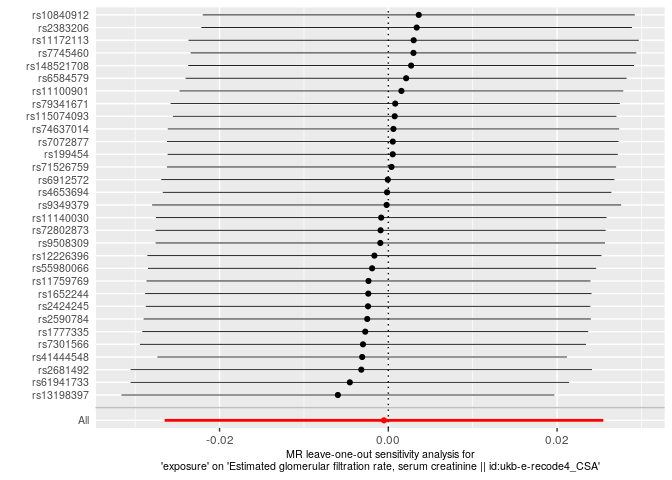 rs10840912
rs2383206
rs11172113
rs7745460
rs148521708
rs6584579
rs11100901
rs79341671
rs115074093
rs74637014
rs7072877
rs199454
rs71526759
rs6912572
rs4653694
rs9349379
rs11140030
rs72802873
rs9508309
rs12226396
rs55980066
rs11759769
rs1652244
rs2424245
rs2590784
rs1777335
rs7301566
rs41444548
rs2681492
rs61941733
rs13198397
All
-0.02 0.00 0.02
MR leave-one-out sensitivity analysis for
'exposure' on 'Estimated glomerular filtration rate, serum creatinine || id:ukb-e-recode4_CSA'